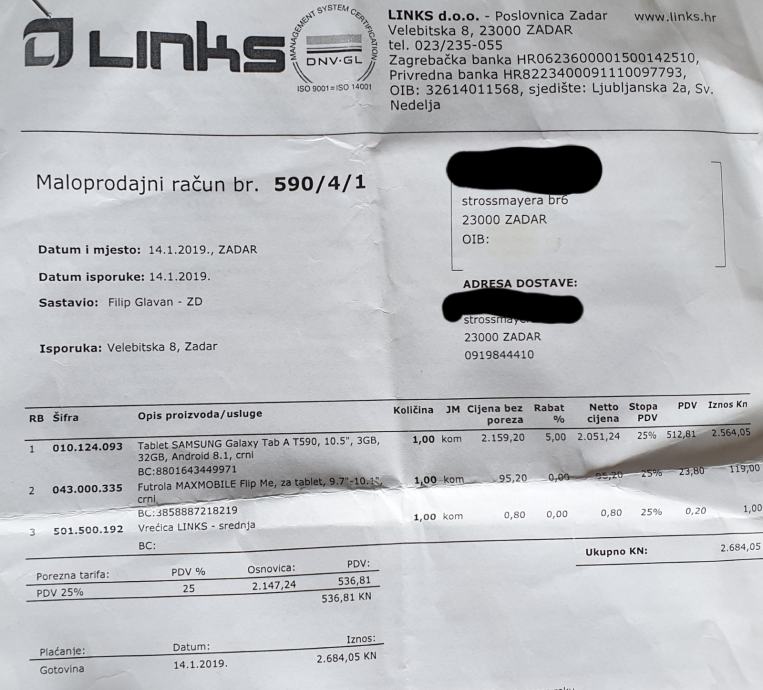 LINKS
MANAGEMENT SYSTEM CERTIFICATION
DNV·GL
ISO 9001=ISO 14001
LINKS d.o.o. - Poslovnica Zadar www.links.hr
Velebitska 8, 23000 ZADAR
tel. 023/235-055
Zagrebačka banka HR0623600001500142510,
Privredna banka HR8223400091110097793,
OIB: 32614011568, sjedište: Ljubljanska 2a, Sv.
Nedelja
Maloprodajni račun br. 590/4/1
strossmayera br6
23000 ZADAR
OIB:
Datum i mjesto: 14.1.2019., ZADAR
Datum isporuke: 14.1.2019.
Sastavio: Filip Glavan - ZD
Isporuka: Velebitska 8, Zadar
ADRESA DOSTAVE:
23000 ZADAR
0919844410
RB Šifra Opis proizvoda/usluge Količina JM Cijena bez poreza Rabat % Netto cijena Stopa PDV PDV Iznos Kn
1 010.124.093 Tablet SAMSUNG Galaxy Tab A T590, 10.5", 3GB, 1,00 kom 2.159,20 5,00 2.051,24 25% 512,81 2.564,05
32GB, Android 8.1, crni
BC:8801643449971
2 043.000.335 Futrola MAXMOBILE Flip Me, za tablet, 9.7"-10.1", 1,00 kom 95,20 0,00 95,20 25% 23,80 119,00
crni
BC:3858887218219
3 501.500.192 Vrećica LINKS - srednja 1,00 kom 0,80 0,00 0,80 25% 0,20 1,00
BC:
Ukupno KN: 2.684,05
Porezna tarifa: PDV % Osnovica: PDV:
PDV 25% 25 2.147,24 536,81
536,81 KN
Plaćanje: Datum: Iznos:
Gotovina 14.1.2019. 2.684,05 KN